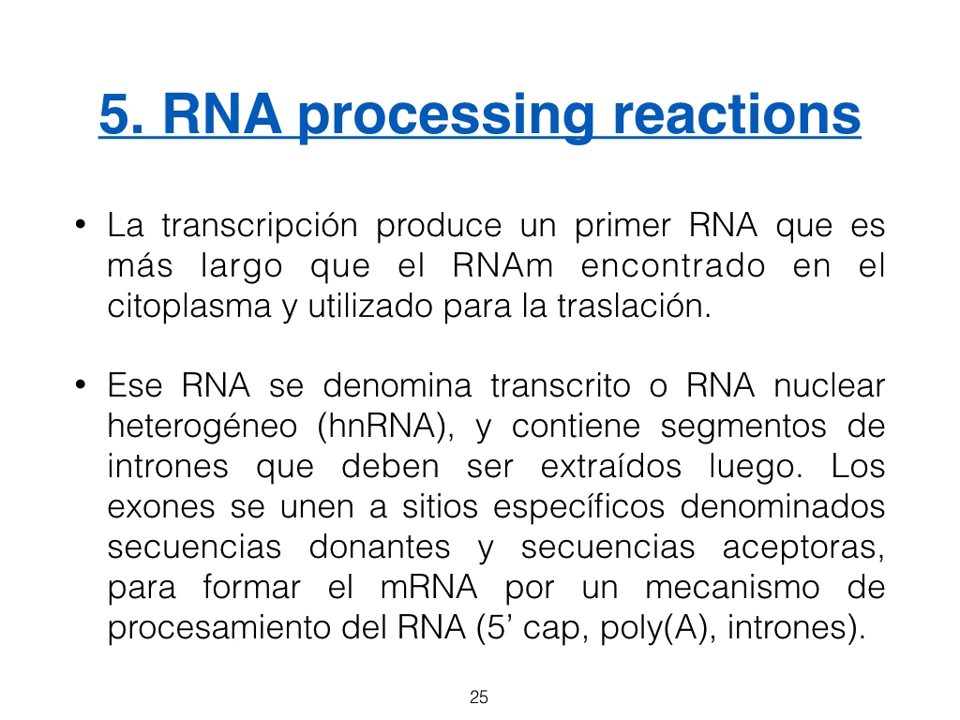 5. RNA processing reactions
• La transcripción produce un primer RNA que es
más largo que el RNAm encontrado en el
citoplasma y utilizado para la traslación.
• Ese RNA se denomina transcrito o RNA nuclear
heterogéneo (hnRNA), y contiene segmentos de
intrones que deben ser extraídos luego. Los
exones se unen a sitios específicos denominados
secuencias donantes y secuencias aceptoras,
para formar el mRNA por un mecanismo de
procesamiento del RNA (5’ cap, poly(A), intrones).
25